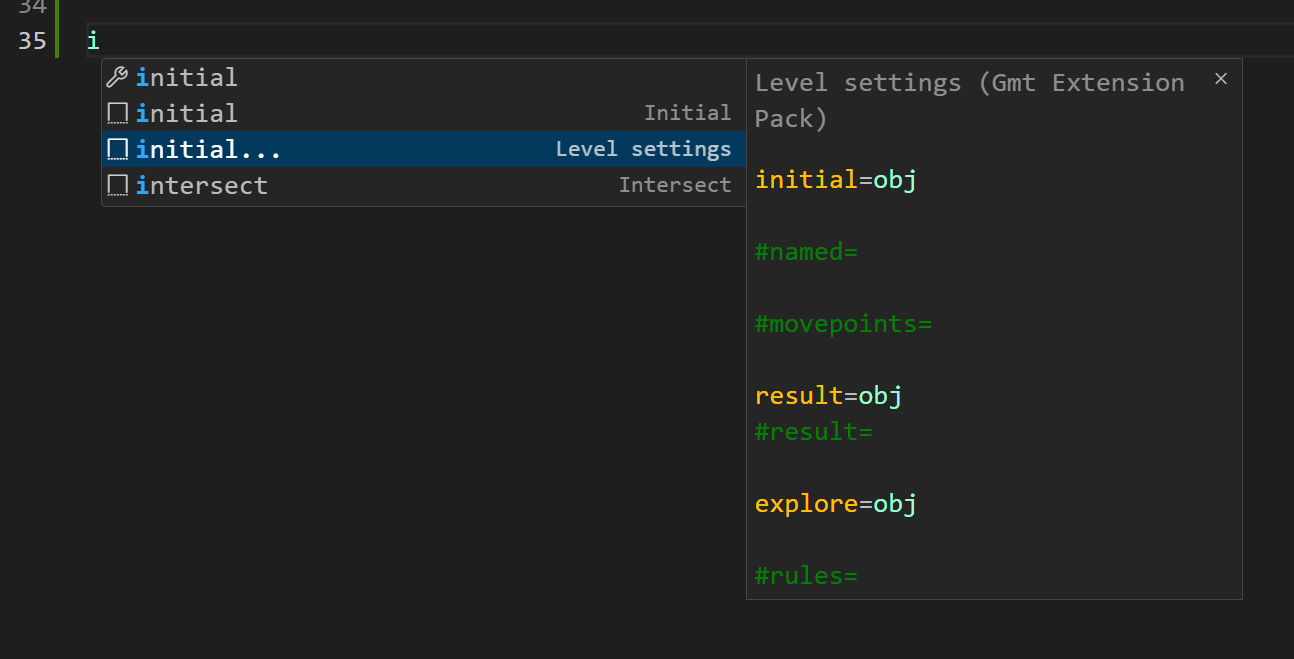 34
35 i
initial
initial Initial
initial... Level settings
intersect Intersect
Level settings (Gmt Extension
Pack)
initial=obj
#named=
#movepoints=
result=obj
#result=
explore=obj
#rules=